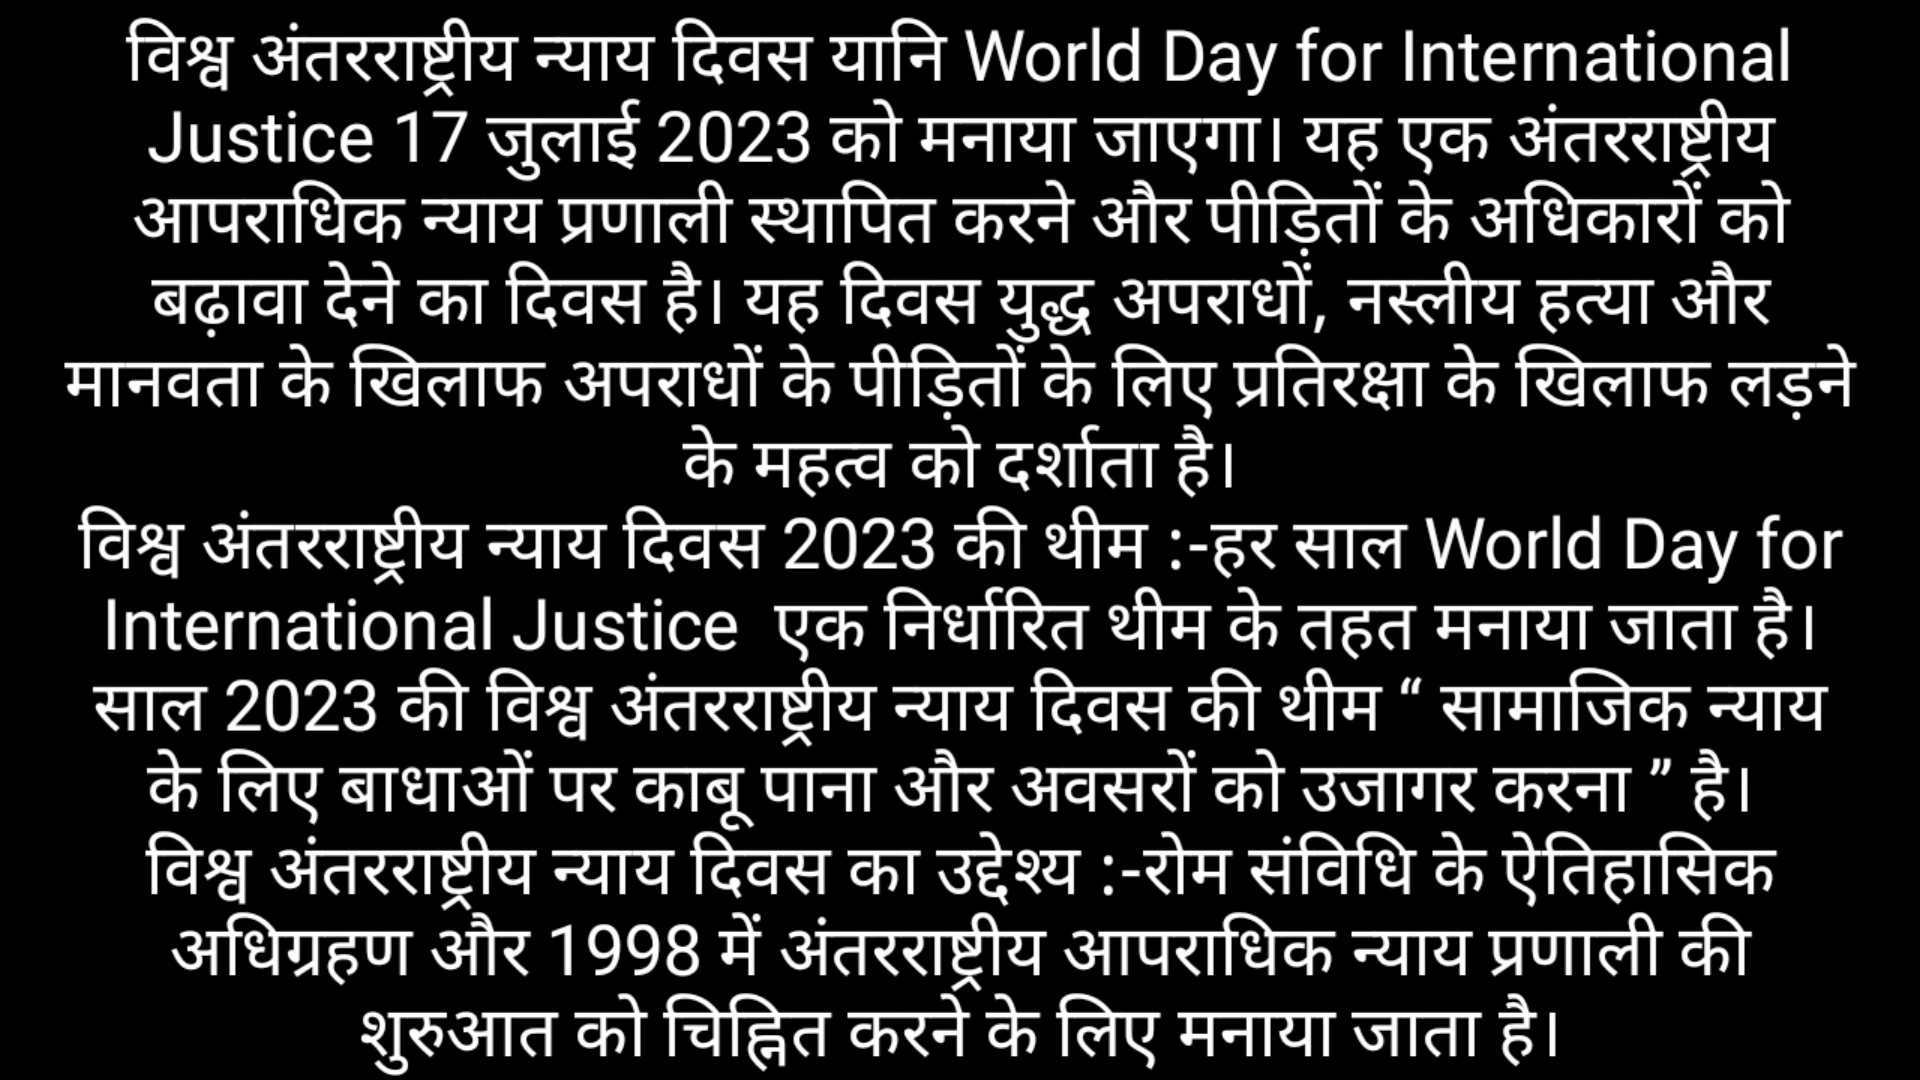 विश्व अंतरराष्ट्रीय न्याय दिवस यानि World Day for International
Justice 17 जुलाई 2023 को मनाया जाएगा। यह एक अंतरराष्ट्रीय
आपराधिक न्याय प्रणाली स्थापित करने और पीड़ितों के अधिकारों को
बढ़ावा देने का दिवस है। यह दिवस युद्ध अपराधों, नस्लीय हत्या और
मानवता के खिलाफ अपराधों के पीड़ितों के लिए प्रतिरक्षा के खिलाफ लड़ने
के महत्व को दर्शाता है।
विश्व अंतरराष्ट्रीय न्याय दिवस 2023 की थीम :-हर साल World Day for
International Justice  एक निर्धारित थीम के तहत मनाया जाता है।
साल 2023 की विश्व अंतरराष्ट्रीय न्याय दिवस की थीम “ सामाजिक न्याय
के लिए बाधाओं पर काबू पाना और अवसरों को उजागर करना ” है।
विश्व अंतरराष्ट्रीय न्याय दिवस का उद्देश्य :-रोम संविधि के ऐतिहासिक
अधिग्रहण और 1998 में अंतरराष्ट्रीय आपराधिक न्याय प्रणाली की
शुरुआत को चिह्नित करने के लिए मनाया जाता है।